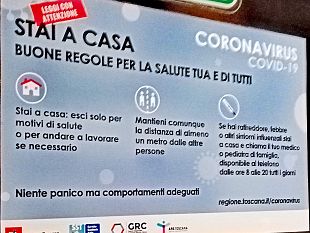 LEGGI CON
ATTENZIONE
STAI A CASA
CORONAVIRUS
COVID-19
BUONE REGOLE PER LA SALUTE TUA E DI TUTTI
Stai a casa: esci solo per
motivi di salute
o per andare a lavorare
se necessario
Mantieni comunque
la distanza di almeno
un metro dalle altre
persone
Se hai raffreddore, febbre
o altri sintomi influenzali stai
a casa e chiama il tuo medico
o pediatra di famiglia,
disponibile al telefono
dalle ore 8 alle 20 tutti i giorni
Niente panico ma comportamenti adeguati
regione.toscana.it/coronavirus
SST
GRC
ARS TOSCANA